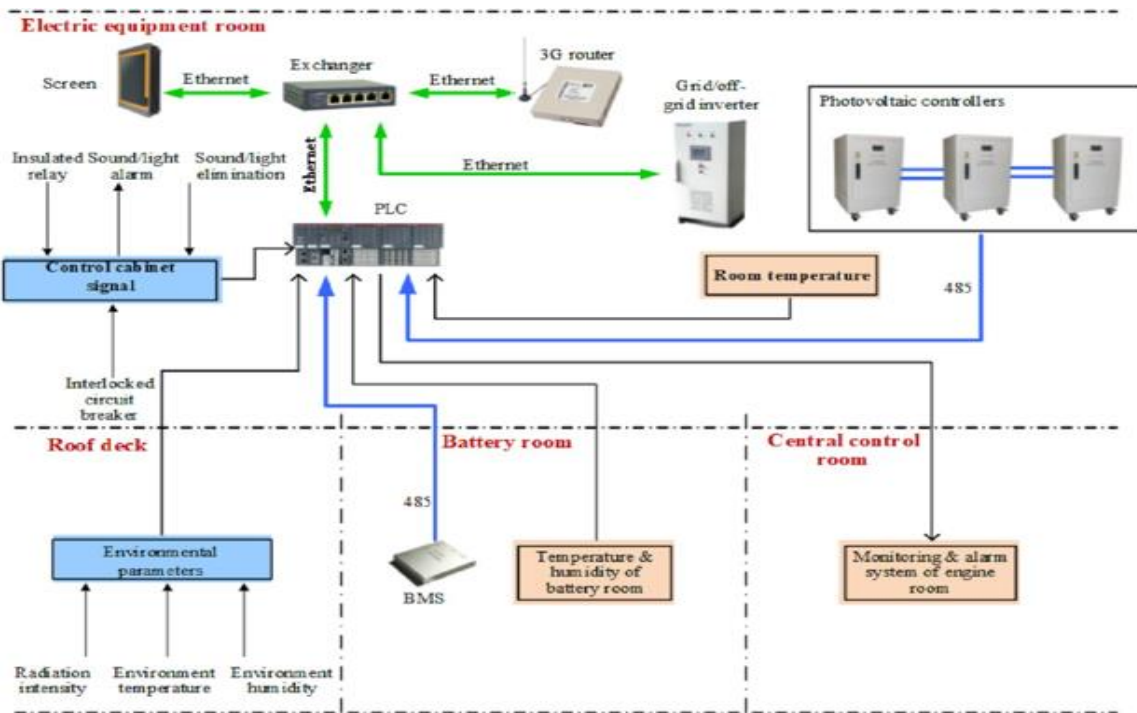 Electric equipment room
Screen
Ethernet
Exchanger
Ethernet
3G router
Grid/off-
grid inverter
Photovoltaic controllers
Insulated
relay
Sound/light
alarm
Sound/light
elimination
Ethernet
Ethernet
PLC
Control cabinet
signal
Room temperature
485
Interlocked
circuit
breaker
Roof deck
Battery room
Central control
room
485
Environmental
parameters
BMS
Temperature &
humidity of
battery room
Monitoring & alarm
system of engine
room
Radiation
intensity
Environment
temperature
Environment
humidity